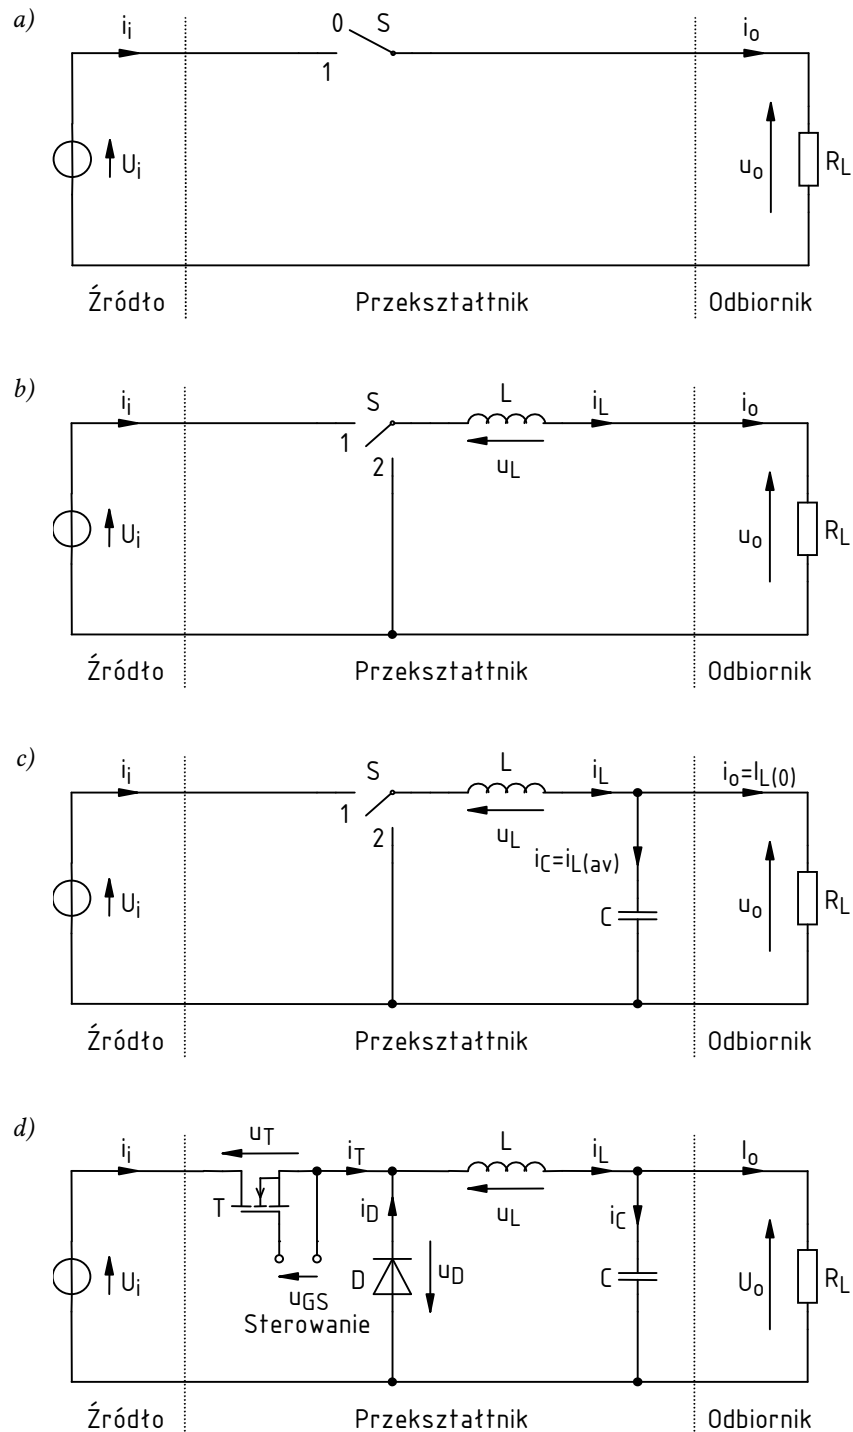 a)
i_i 0 S i_o
1
U_i u_o R_L
Źródło Przekształtnik Odbiornik
b)
i_i S L i_L i_o
1 2 u_L
U_i u_o R_L
Źródło Przekształtnik Odbiornik
c)
i_i S L i_L i_o=I_L(0)
1 2 u_L
i_C=i_L(av)
U_i C u_o R_L
Źródło Przekształtnik Odbiornik
d)
i_i u_T i_T L i_L I_o
T i_D u_L i_C
U_i u_GS D u_D C U_o R_L
Sterowanie
Źródło Przekształtnik Odbiornik